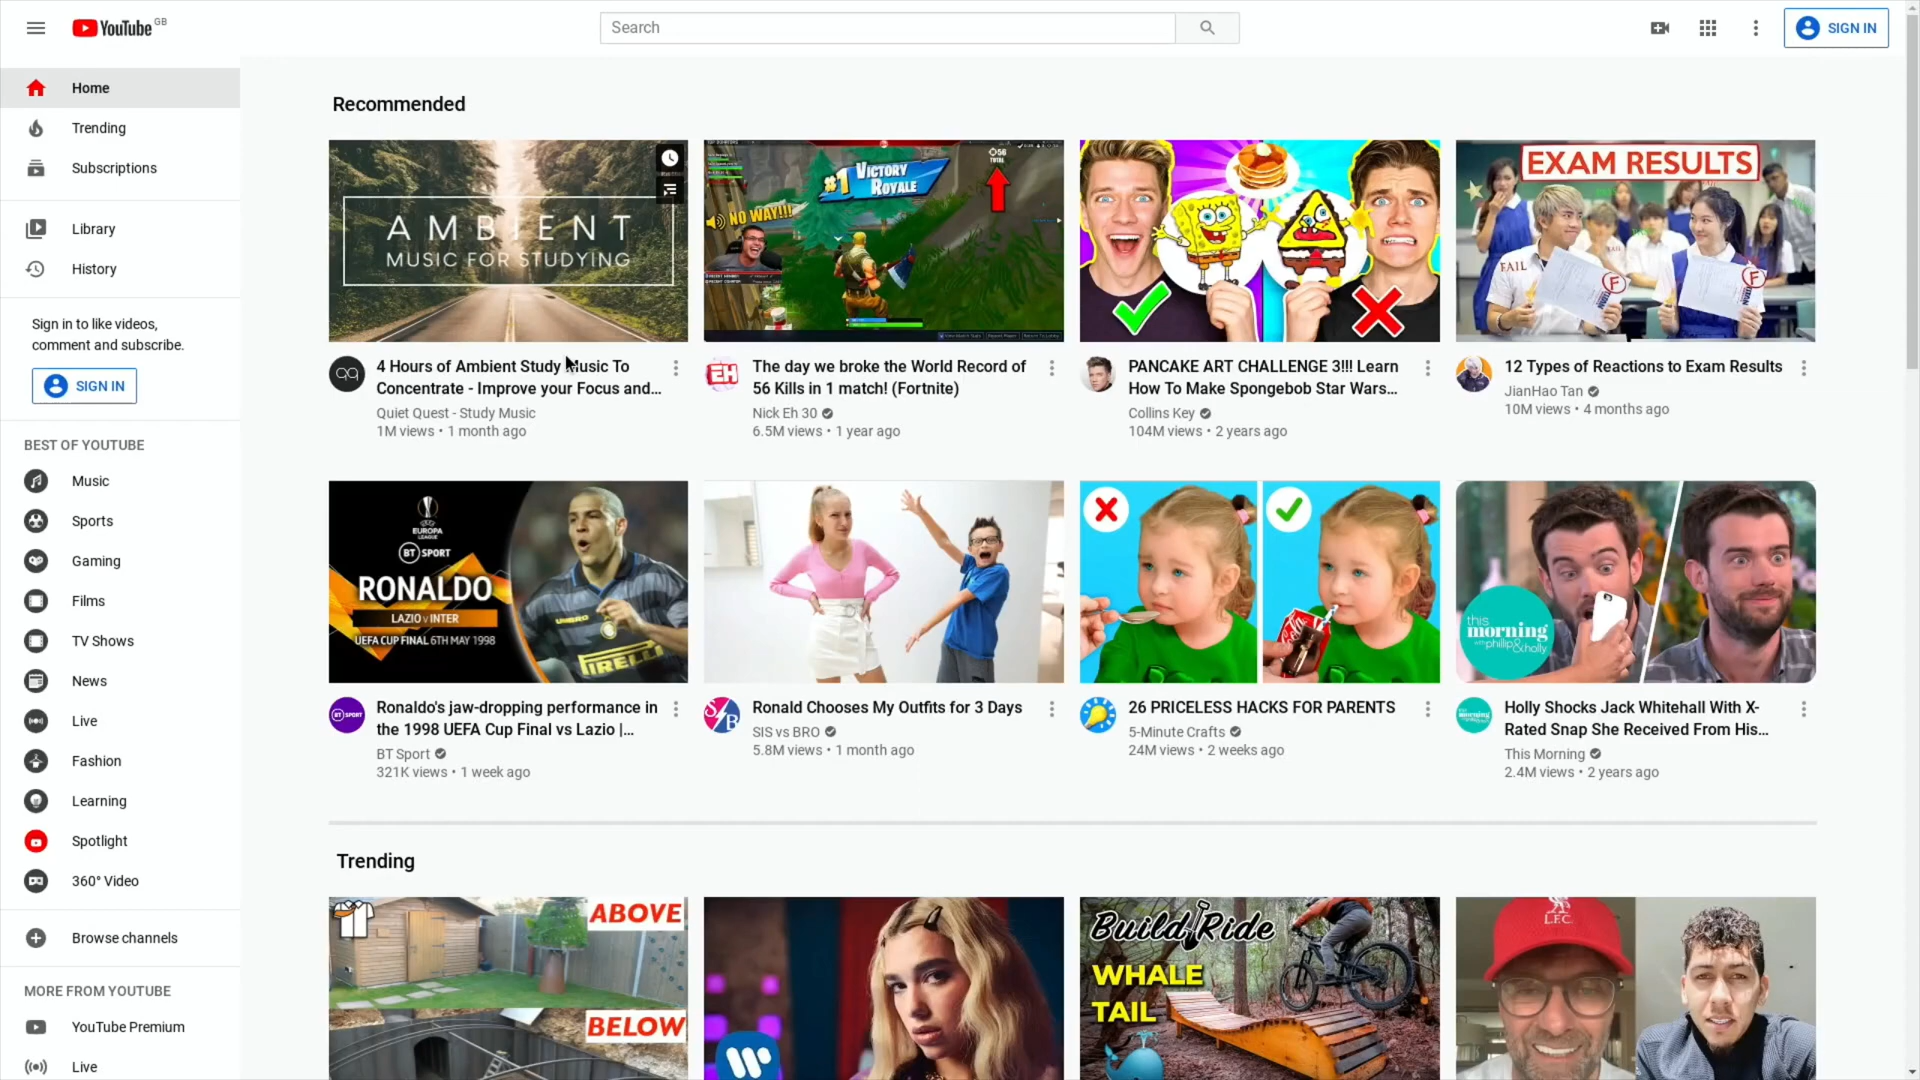 YouTube GB
Search
SIGN IN
Home
Trending
Subscriptions
Library
History
Sign in to like videos,
comment and subscribe.
SIGN IN
BEST OF YOUTUBE
Music
Sports
Gaming
Films
TV Shows
News
Live
Fashion
Learning
Spotlight
360° Video
Browse channels
MORE FROM YOUTUBE
YouTube Premium
Live
Recommended
AMBIENT
MUSIC FOR STUDYING
4 Hours of Ambient Study Music To
Concentrate - Improve your Focus and...
Quiet Quest - Study Music
1M views • 1 month ago
#1 VICTORY
ROYALE
56
TOTAL
NO WAY!!!
EH
The day we broke the World Record of
56 Kills in 1 match! (Fortnite)
Nick Eh 30
6.5M views • 1 year ago
PANCAKE ART CHALLENGE 3!!! Learn
How To Make Spongebob Star Wars...
Collins Key
104M views • 2 years ago
EXAM RESULTS
FAIL
F
F
12 Types of Reactions to Exam Results
JianHao Tan
10M views • 4 months ago
EUROPA
LEAGUE
BT SPORT
RONALDO
LAZIO v INTER
UEFA CUP FINAL 6TH MAY 1998
UMBRO
PIRELLI
BT SPORT
Ronaldo's jaw-dropping performance in
the 1998 UEFA Cup Final vs Lazio |...
BT Sport
321K views • 1 week ago
S B
Ronald Chooses My Outfits for 3 Days
SIS vs BRO
5.8M views • 1 month ago
26 PRICELESS HACKS FOR PARENTS
5-Minute Crafts
24M views • 2 weeks ago
this
morning
with phillip & holly
morning
Holly Shocks Jack Whitehall With X-
Rated Snap She Received From His...
This Morning
2.4M views • 2 years ago
Trending
ABOVE
BELOW
Build Ride
WHALE
TAIL
L.F.C.